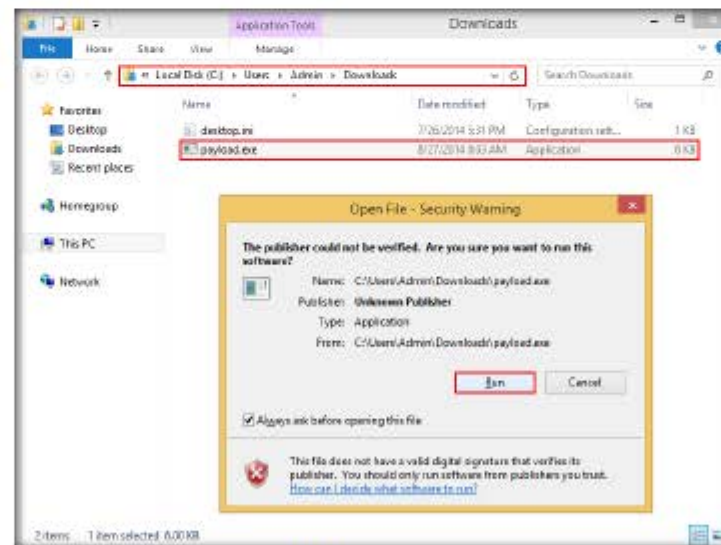 Application Tools Downloads
File Home Share View Manage
Local Disk (C:) Users Admin Downloads Search Downloads
Name Date modified Type Size
desktop.ini 7/26/2014 5:31 PM Configuration sett... 1 KB
payload.exe 8/27/2014 Application 6 KB
Favorites
Desktop
Downloads
Recent places
Homegroup
This PC
Network
Open File - Security Warning
The publisher could not be verified. Are you sure you want to run this
software?
Name: C:\Users\Admin\Downloads\payload.exe
Publisher: Unknown Publisher
Type: Application
From: C:\Users\Admin\Downloads\payload.exe
Run Cancel
Always ask before opening this file
This file does not have a valid digital signature that verifies its
publisher. You should only run software from publishers you trust.
How can I decide what software to run?
2 items 1 item selected 6.00 KB